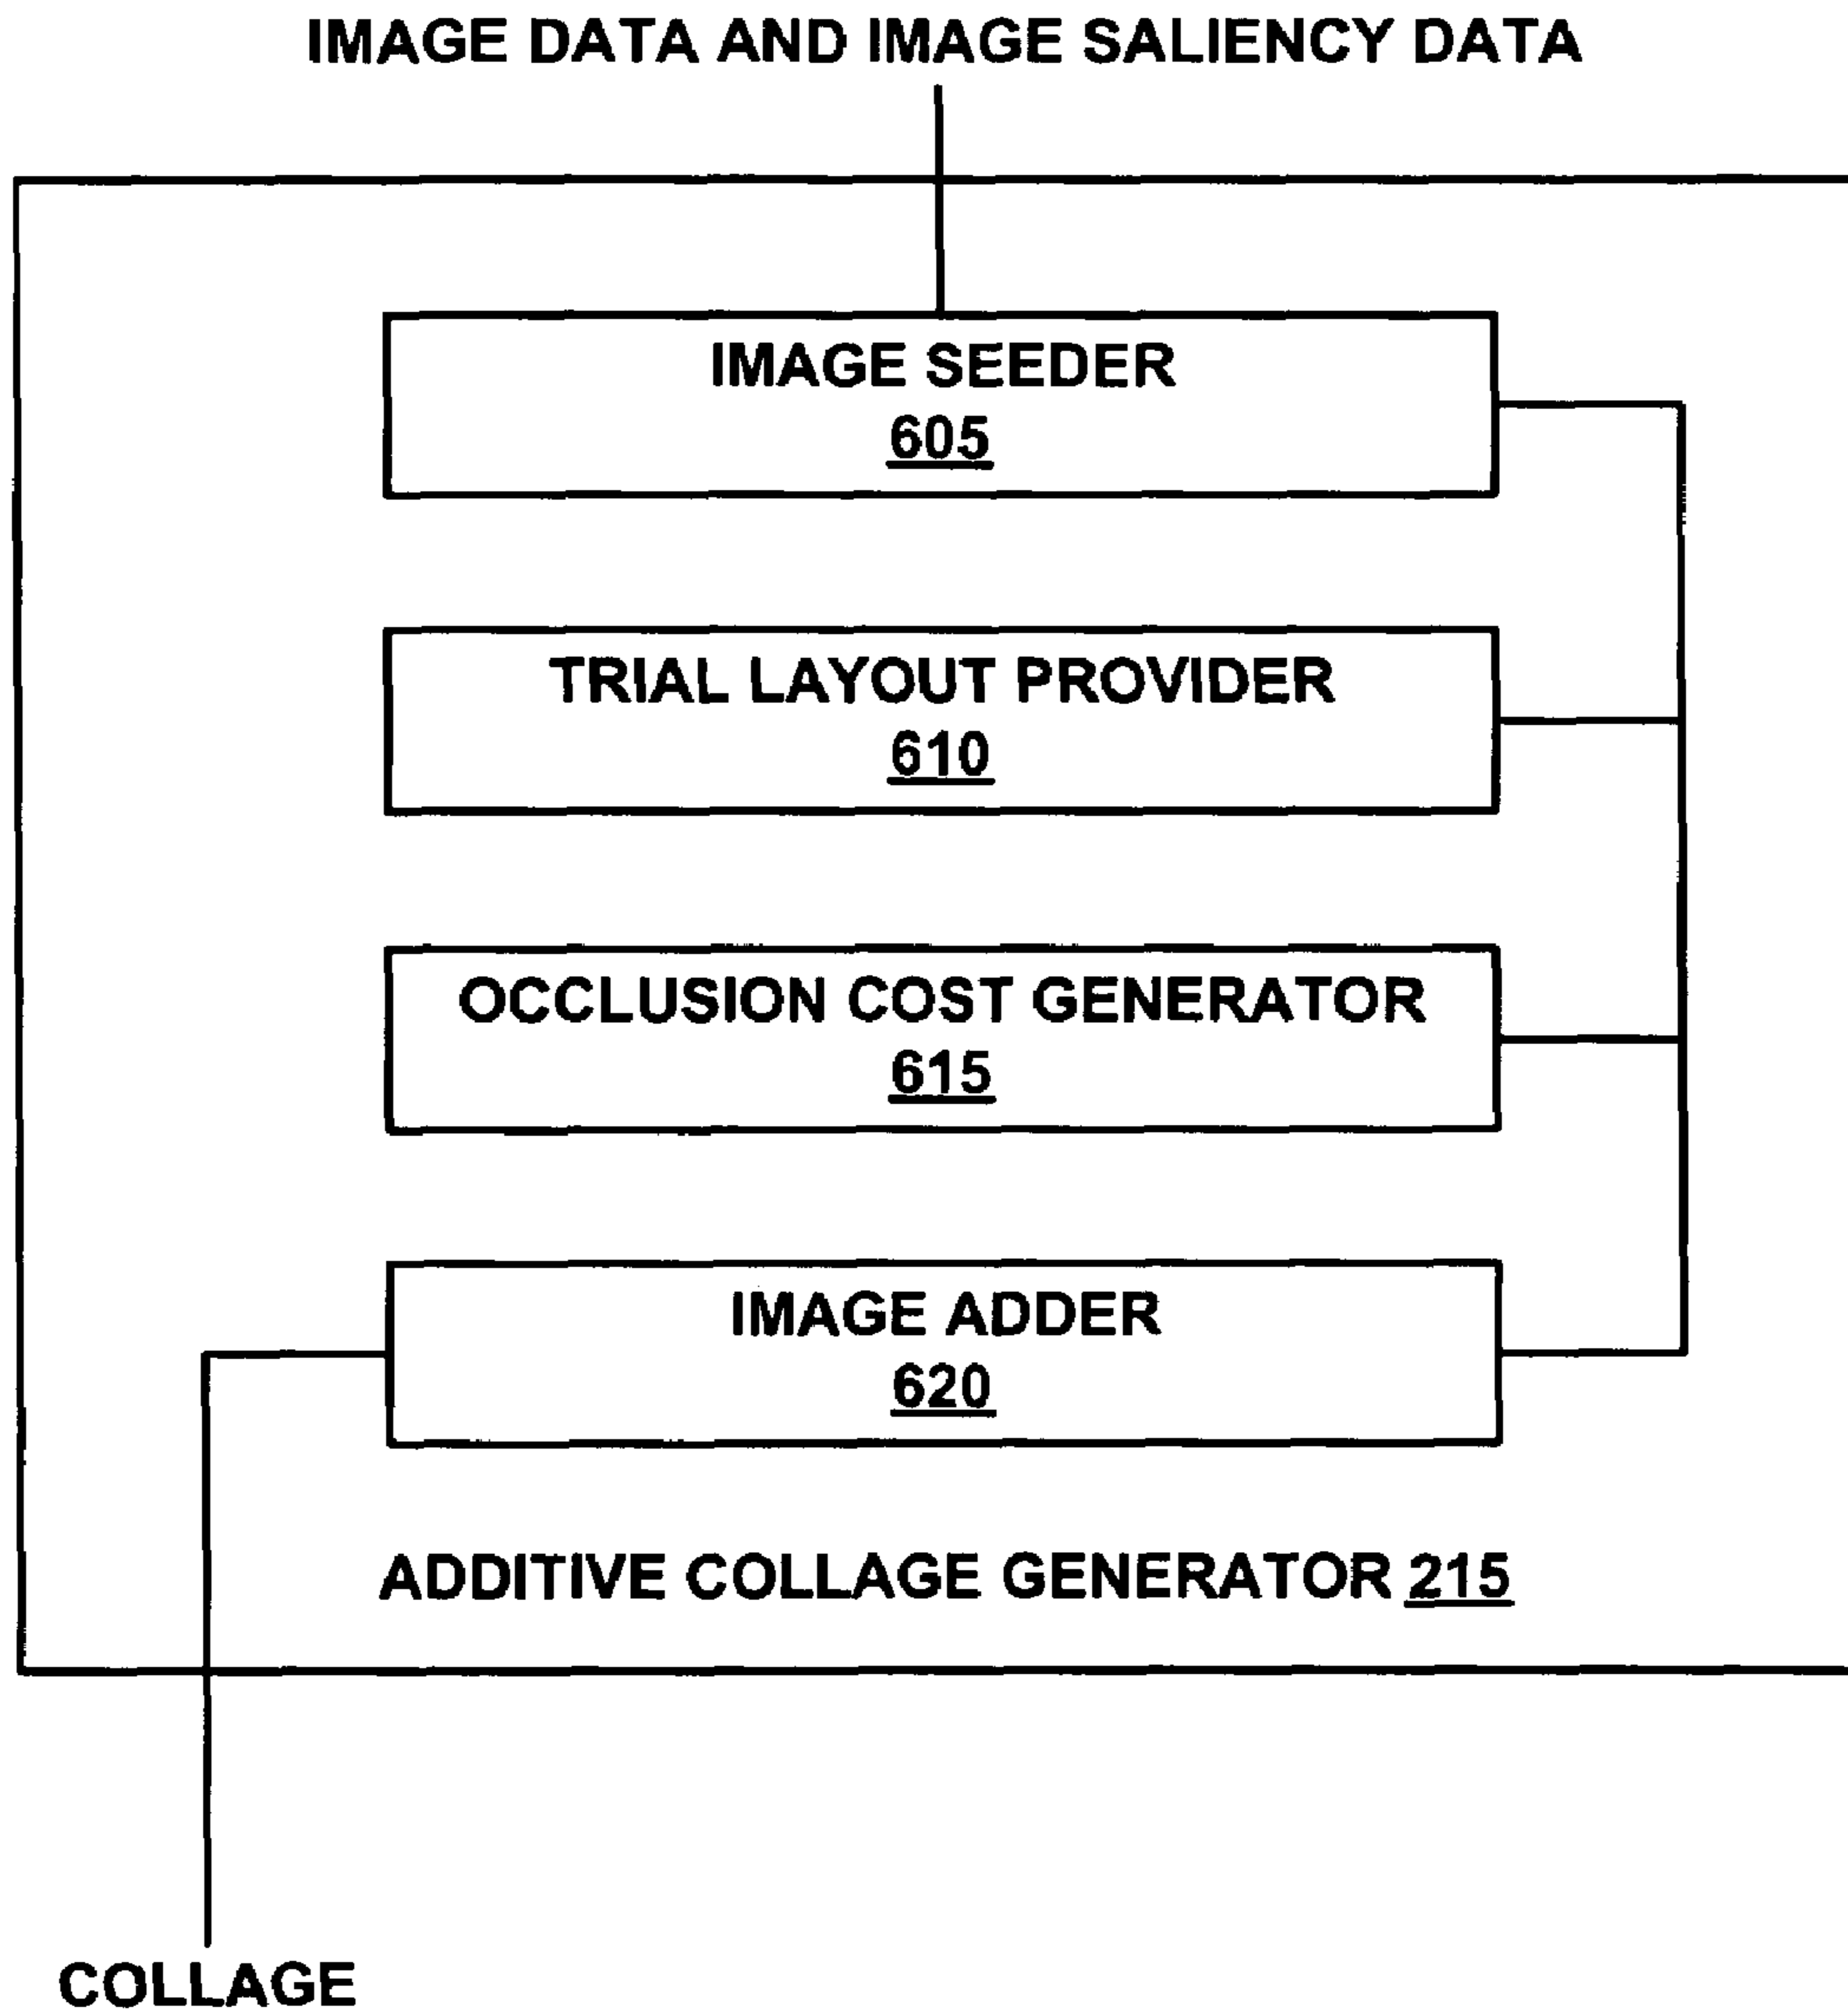 IMAGE DATA AND IMAGE SALIENCY DATA
IMAGE SEEDER
605
TRIAL LAYOUT PROVIDER
610
OCCLUSION COST GENERATOR
615
IMAGE ADDER
620
ADDITIVE COLLAGE GENERATOR 215
COLLAGE